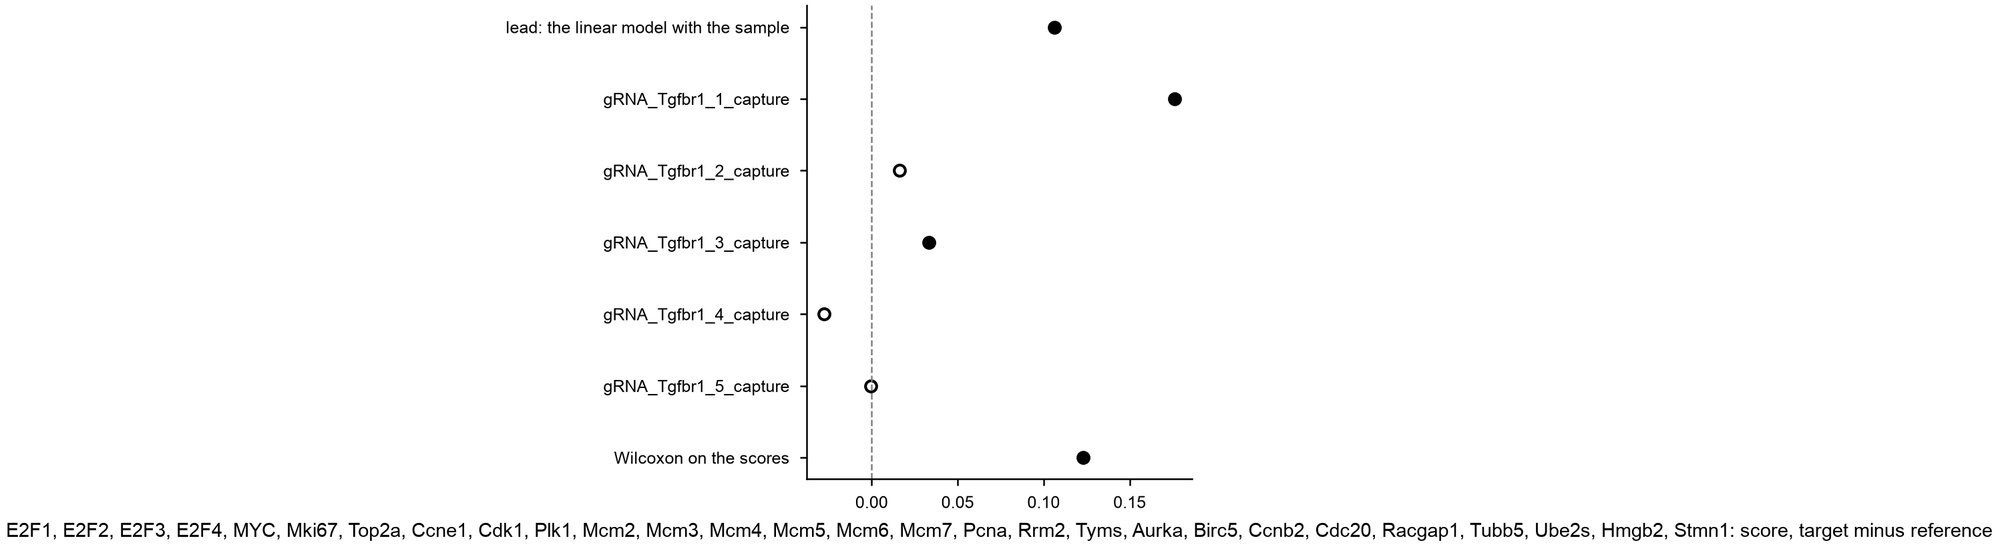 lead: the linear model with the sample
gRNA_Tgfbr1_1_capture
gRNA_Tgfbr1_2_capture
gRNA_Tgfbr1_3_capture
gRNA_Tgfbr1_4_capture
gRNA_Tgfbr1_5_capture
Wilcoxon on the scores
0.00 0.05 0.10 0.15
E2F1, E2F2, E2F3, E2F4, MYC, Mki67, Top2a, Ccne1, Cdk1, Plk1, Mcm2, Mcm3, Mcm4, Mcm5, Mcm6, Mcm7, Pcna, Rrm2, Tyms, Aurka, Birc5, Ccnb2, Cdc20, Racgap1, Tubb5, Ube2s, Hmgb2, Stmn1: score, target minus reference